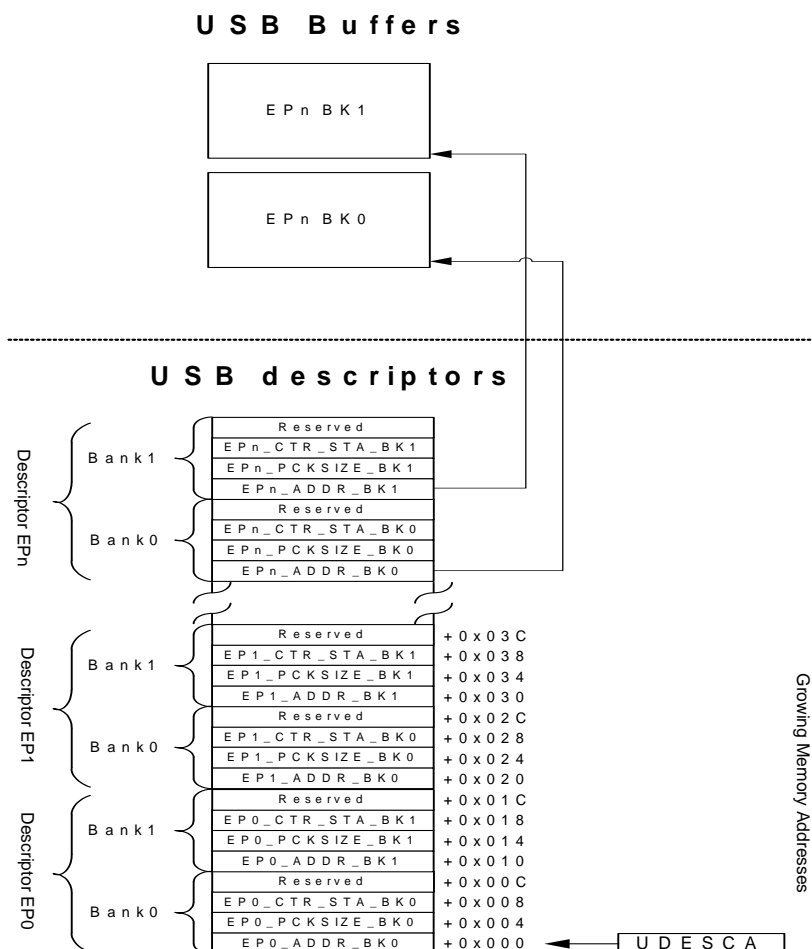 USB Buffers
EPn BK1
EPn BK0
USB descriptors
Descriptor EPn
Bank1
Reserved
EPn_CTR_STA_BK1
EPn_PCKSIZE_BK1
EPn_ADDR_BK1
Bank0
Reserved
EPn_CTR_STA_BK0
EPn_PCKSIZE_BK0
EPn_ADDR_BK0
Descriptor EP1
Bank1
Reserved +0x03C
EP1_CTR_STA_BK1 +0x038
EP1_PCKSIZE_BK1 +0x034
EP1_ADDR_BK1 +0x030
Bank0
Reserved +0x02C
EP1_CTR_STA_BK0 +0x028
EP1_PCKSIZE_BK0 +0x024
EP1_ADDR_BK0 +0x020
Descriptor EP0
Bank1
Reserved +0x01C
EP0_CTR_STA_BK1 +0x018
EP0_PCKSIZE_BK1 +0x014
EP0_ADDR_BK1 +0x010
Bank0
Reserved +0x00C
EP0_CTR_STA_BK0 +0x008
EP0_PCKSIZE_BK0 +0x004
EP0_ADDR_BK0 +0x000
UDESCA
Growing Memory Addresses